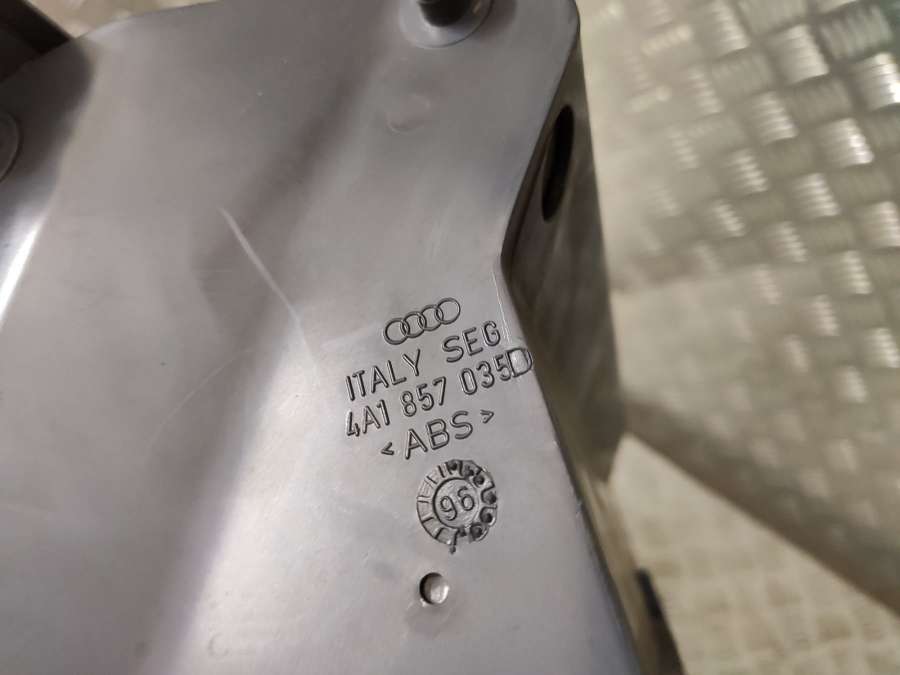 ITALY SEG
4A1 857 035D
<ABS>
96